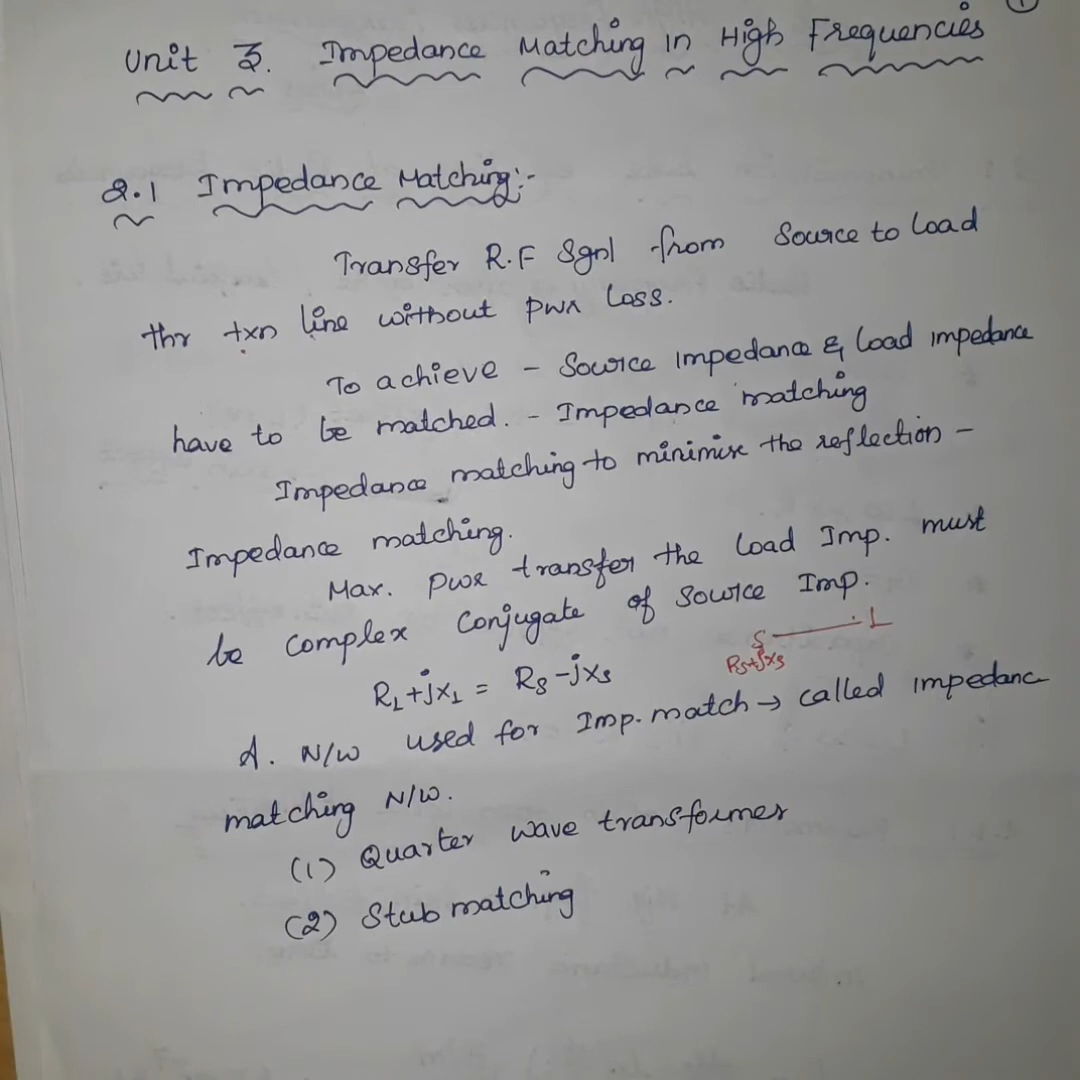 Unit 3. Impedance Matching in High Frequencies
2.1 Impedance Matching:-
Transfer R.F Sgnl from Source to load
thr txn line without pwr loss.
To achieve - Source impedance & load impedance
have to be matched. - Impedance matching
Impedance matching to minimise the reflection -
Impedance matching.
Max. pwr transfer the load Imp. must
be complex conjugate of source Imp.
S — L
Rs+jXs
RL+jXL = Rs-jXs
A. N/W used for Imp. match → called impedance
matching N/W.
(1) Quarter wave transformer
(2) Stub matching